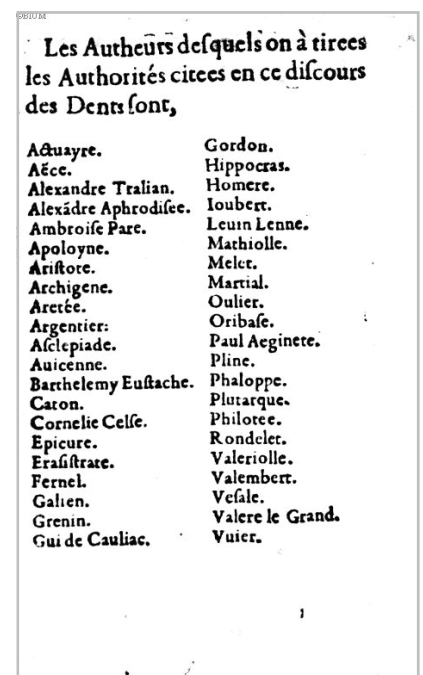 ©BIUM
Les Autheurs deſquels on à tirees
les Authorités citees en ce diſcours
des Dents ſont,
Actuayre.
Aëce.
Alexandre Tralian.
Alexādre Aphrodiſee.
Ambroiſe Pare.
Apoloyne.
Ariſtote.
Archigene.
Aretée.
Argentier:
Aſclepiade.
Auicenne.
Barthelemy Euſtache.
Caton.
Cornelie Celſe.
Epicure.
Eraſiſtrate.
Fernel.
Galien.
Grenin.
Gui de Cauliac.
Gordon.
Hippocras.
Homere.
Ioubert.
Leuin Lenne.
Mathiolle.
Melet.
Martial.
Oulier.
Oribaſe.
Paul Aeginete.
Pline.
Phaloppe.
Plutarque.
Philotee.
Rondelet.
Valeriolle.
Valembert.
Veſale.
Valere le Grand.
Vuier.
1